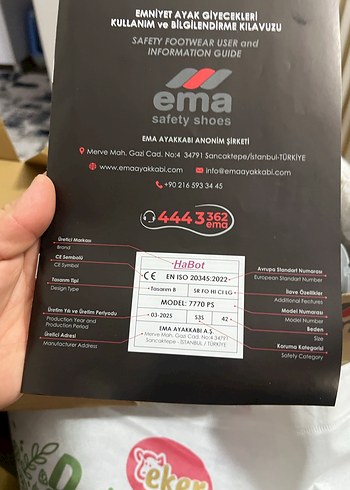 EMNİYET AYAK GİYECEKLERİ
KULLANIM ve BİLGİLENDİRME KILAVUZU
SAFETY FOOTWEAR USER and
INFORMATION GUIDE
ema
safety shoes
EMA AYAKKABI ANONİM ŞİRKETİ
Merve Mah. Gazi Cad. No:4 34791 Sancaktepe/İstanbul-TÜRKİYE
www.emaayakkabi.com info@emaayakkabi.com
+90 216 593 34 45
444 3 362
ema
Üretici Markası
Brand
CE Sembolü
CE Symbol
Tasarım Tipi
Design Type
Üretim Yılı ve Üretim Periyodu
Production Year and
Production Period
Üretici Adresi
Manufacturer Address
HaBot
CE EN ISO 20345:2022
Tasarım B SR FO HI CI LG
MODEL: 7770 PS
03-2025 S3S 42
EMA AYAKKABI A.Ş.
Merve Mah. Gazi Cad. No:4 34791
Sancaktepe - İSTANBUL / TÜRKİYE
Avrupa Standart Numarası
European Standart Number
İlave Özellikler
Additional Features
Model Numarası
Model Number
Beden
Size
Koruma Kategorisi
Safety Category
eker